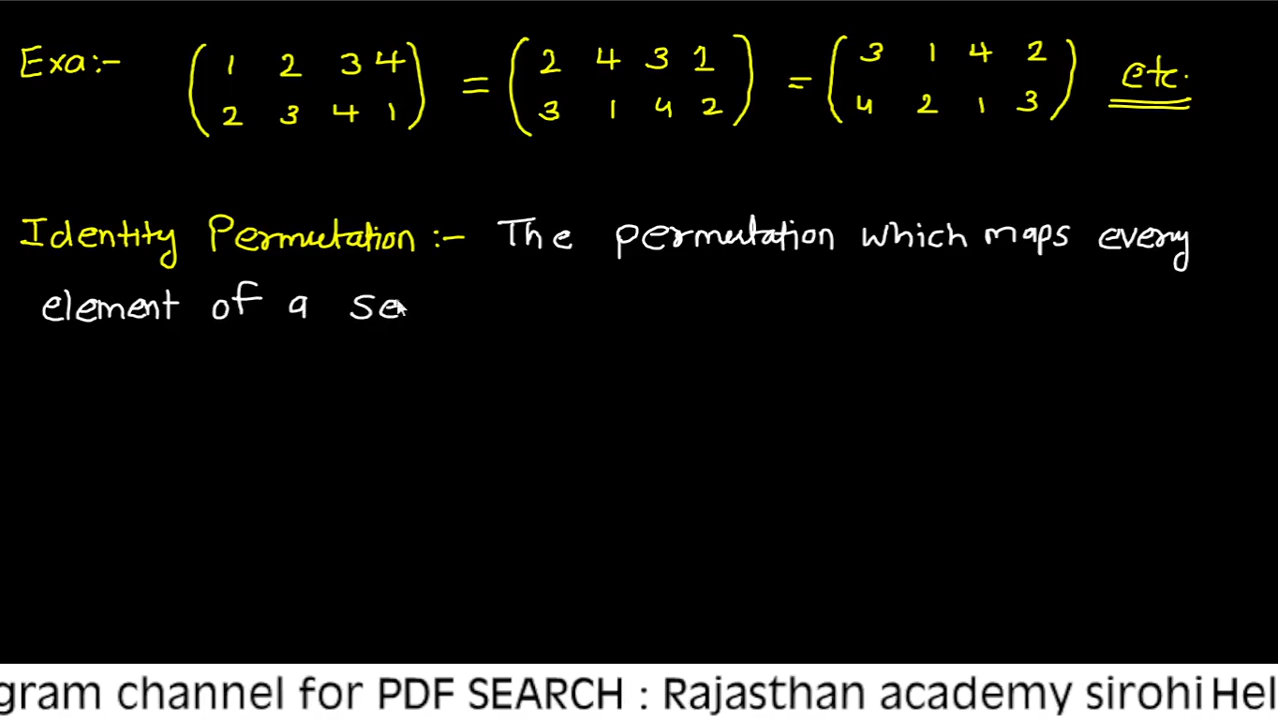 Exa:- ( 1 2 3 4 ) = ( 2 4 3 1 ) = ( 3 1 4 2 ) etc.
( 2 3 4 1 ) ( 3 1 4 2 ) ( 4 2 1 3 )
Identity Permutation :- The permutation which maps every
element of a se
gram channel for PDF SEARCH : Rajasthan academy sirohi Hel